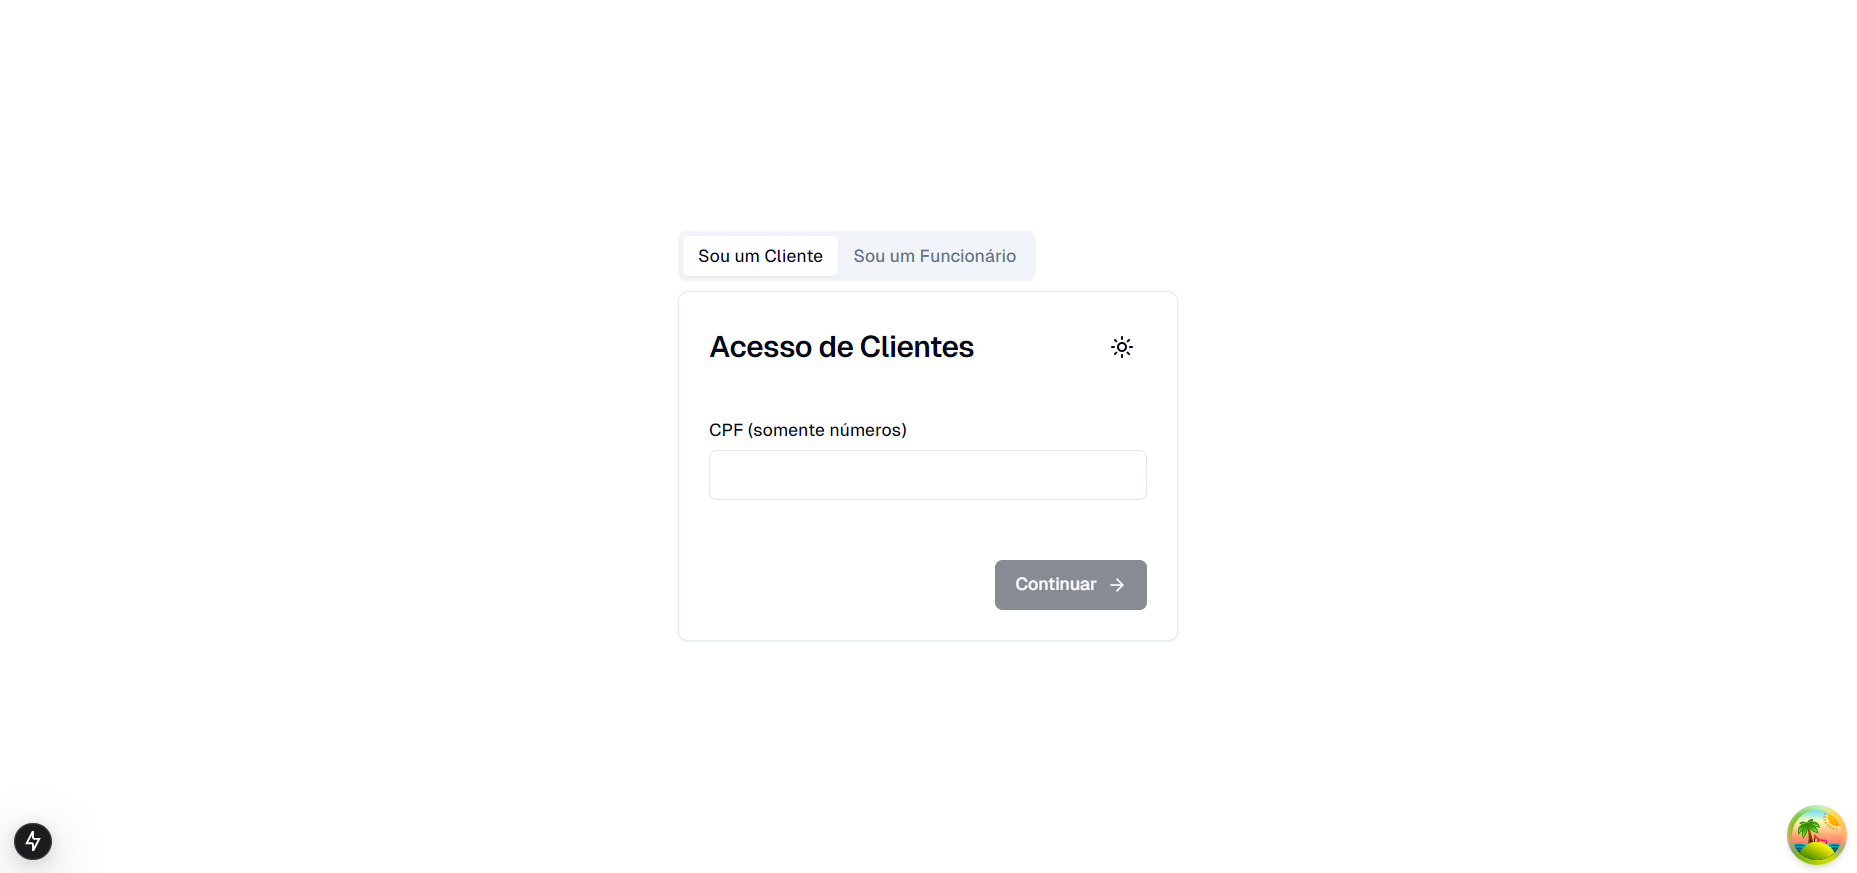 Sou um Cliente Sou um Funcionário
Acesso de Clientes
CPF (somente números)
Continuar